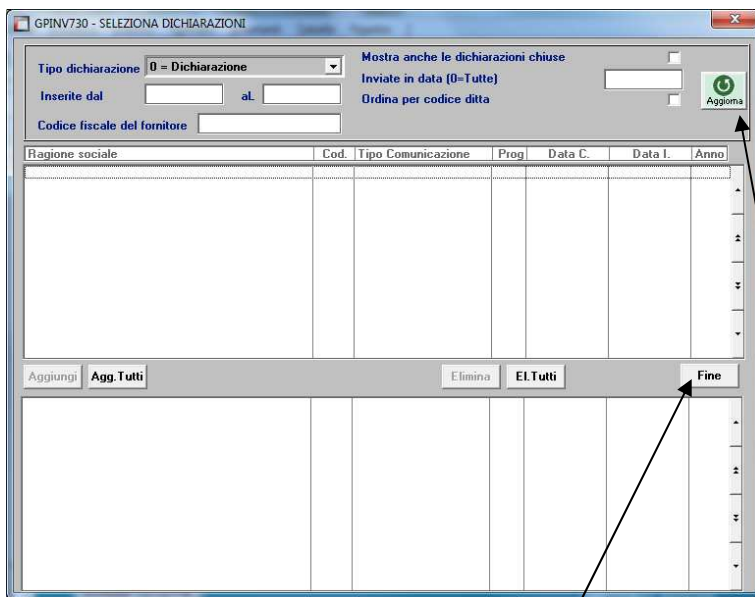 GPINV730 - SELEZIONA DICHIARAZIONI
Tipo dichiarazione 0 = Dichiarazione
Inserite dal al.
Codice fiscale del fornitore
Mostra anche le dichiarazioni chiuse
Inviate in data (0=Tutte)
Ordina per codice ditta
Aggiorna
Ragione sociale Cod. Tipo Comunicazione Prog Data C. Data I. Anno
Aggiungi Agg.Tutti Elimina El.Tutti Fine